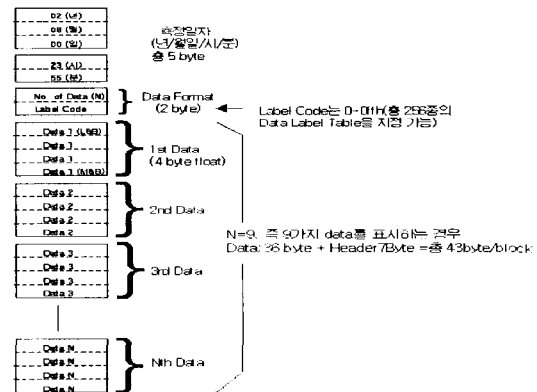 02 (년)
08 (월)
00 (일)
23 (시)
55 (분)
측정일자
(년/월일/시/분)
총 5 byte
No. of Data (N)
Label Code
Data Format
(2 byte)
Label Code는 0~0ffh(총 256종의
Data Label Table을 지정 가능)
Data 1 (LSB)
Data 1
Data 1
Data 1 (MSB)
1st Data
(4 byte float)
Data 2
Data 2
Data 2
Data 2
2nd Data
N=9, 즉 9가지 data를 표시하는 경우
Data: 36 byte + Header7Byte =총 43byte/block
Data 3
Data 3
Data 3
Data 3
3rd Data
Data N
Data N
Data N
Data N
Nth Data